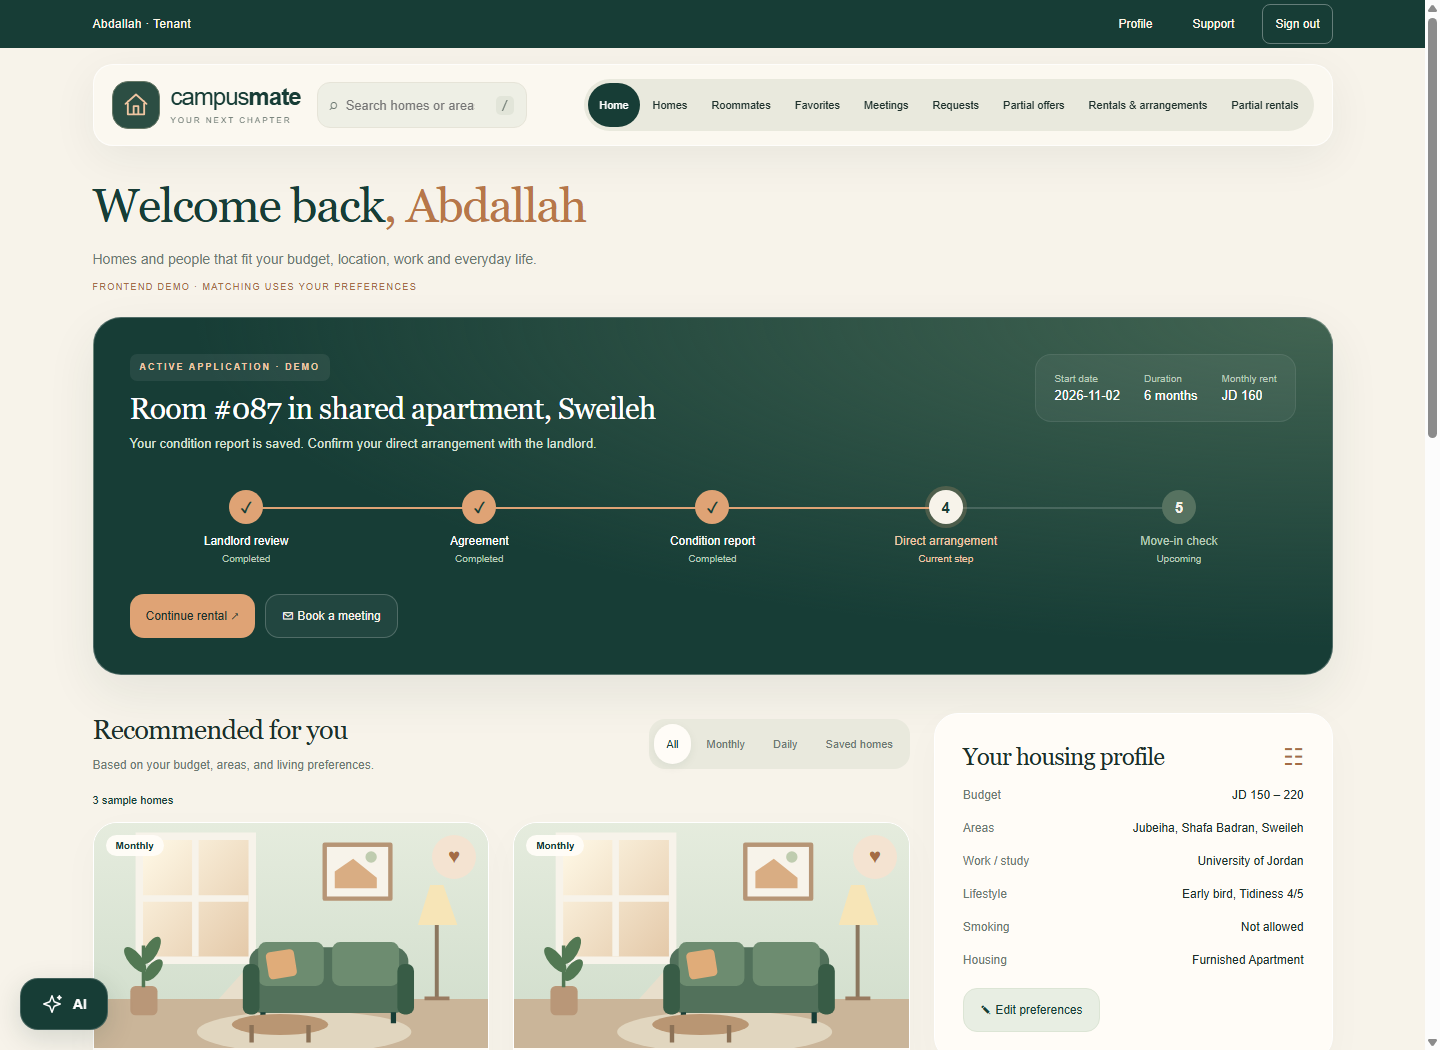 Abdallah · Tenant
Profile
Support
Sign out
campusmate
YOUR NEXT CHAPTER
Search homes or area
/
Home
Homes
Roommates
Favorites
Meetings
Requests
Partial offers
Rentals & arrangements
Partial rentals
Welcome back, Abdallah
Homes and people that fit your budget, location, work and everyday life.
FRONTEND DEMO · MATCHING USES YOUR PREFERENCES
ACTIVE APPLICATION · DEMO
Room #087 in shared apartment, Sweileh
Your condition report is saved. Confirm your direct arrangement with the landlord.
Start date
2026-11-02
Duration
6 months
Monthly rent
JD 160
✓
Landlord review
Completed
✓
Agreement
Completed
✓
Condition report
Completed
4
Direct arrangement
Current step
5
Move-in check
Upcoming
Continue rental ↗
Book a meeting
Recommended for you
Based on your budget, areas, and living preferences.
All
Monthly
Daily
Saved homes
3 sample homes
Monthly
Monthly
Your housing profile
Budget
JD 150 – 220
Areas
Jubeiha, Shafa Badran, Sweileh
Work / study
University of Jordan
Lifestyle
Early bird, Tidiness 4/5
Smoking
Not allowed
Housing
Furnished Apartment
Edit preferences
AI